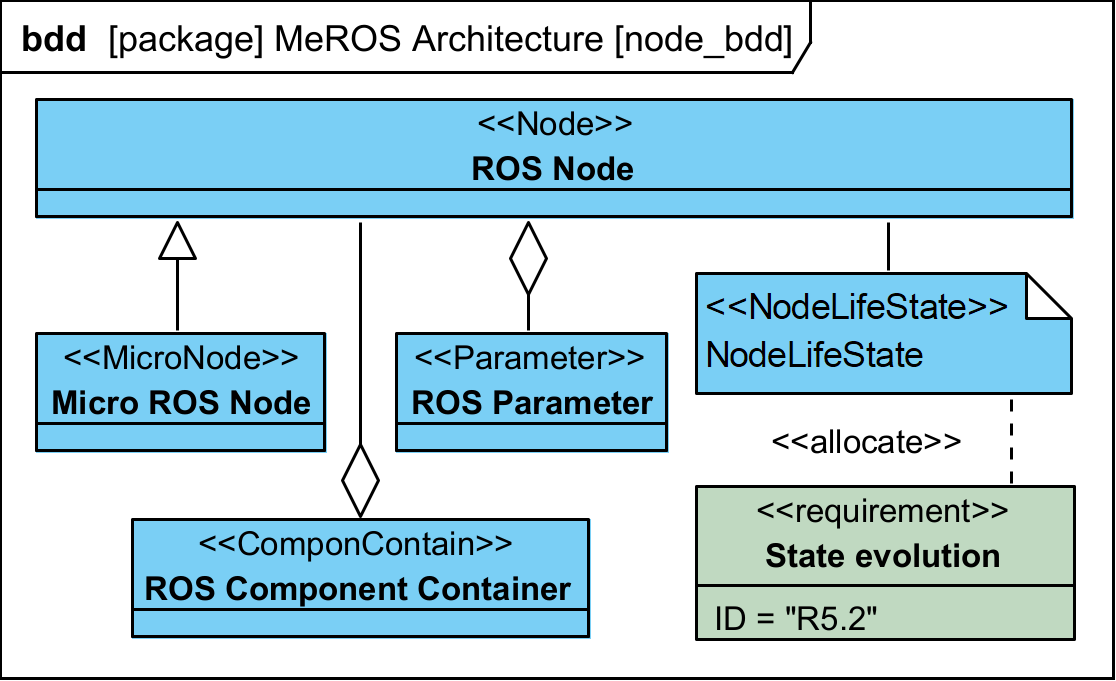 bdd [package] MeROS Architecture [node_bdd]
<<Node>>
ROS Node
<<MicroNode>>
Micro ROS Node
<<Parameter>>
ROS Parameter
<<NodeLifeState>>
NodeLifeState
<<allocate>>
<<ComponContain>>
ROS Component Container
<<requirement>>
State evolution
ID = "R5.2"